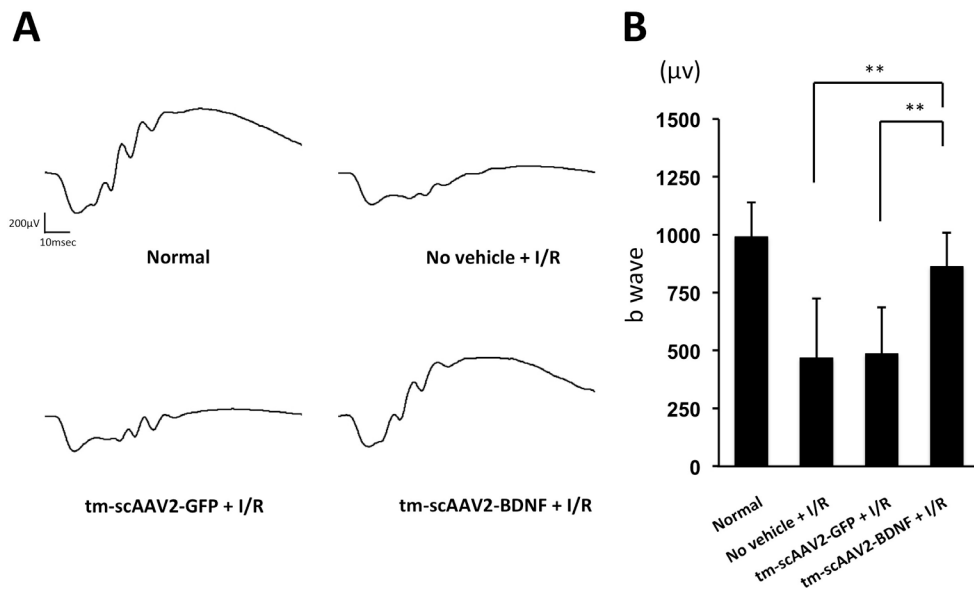 A
200μV
10msec
Normal
No vehicle + I/R
tm-scAAV2-GFP + I/R
tm-scAAV2-BDNF + I/R
B
(μv)
**
**
1500
1250
1000
750
500
250
0
b wave
Normal
No vehicle + I/R
tm-scAAV2-GFP + I/R
tm-scAAV2-BDNF + I/R